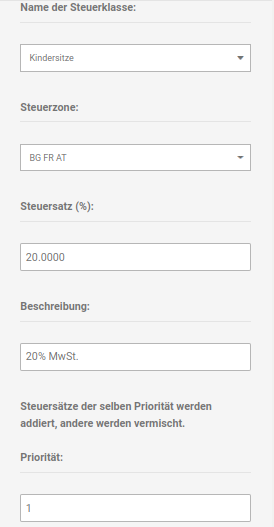 Name der Steuerklasse:
Kindersitze
Steuerzone:
BG FR AT
Steuersatz (%):
20.0000
Beschreibung:
20% MwSt.
Steuersätze der selben Priorität werden
addiert, andere werden vermischt.
Priorität:
1